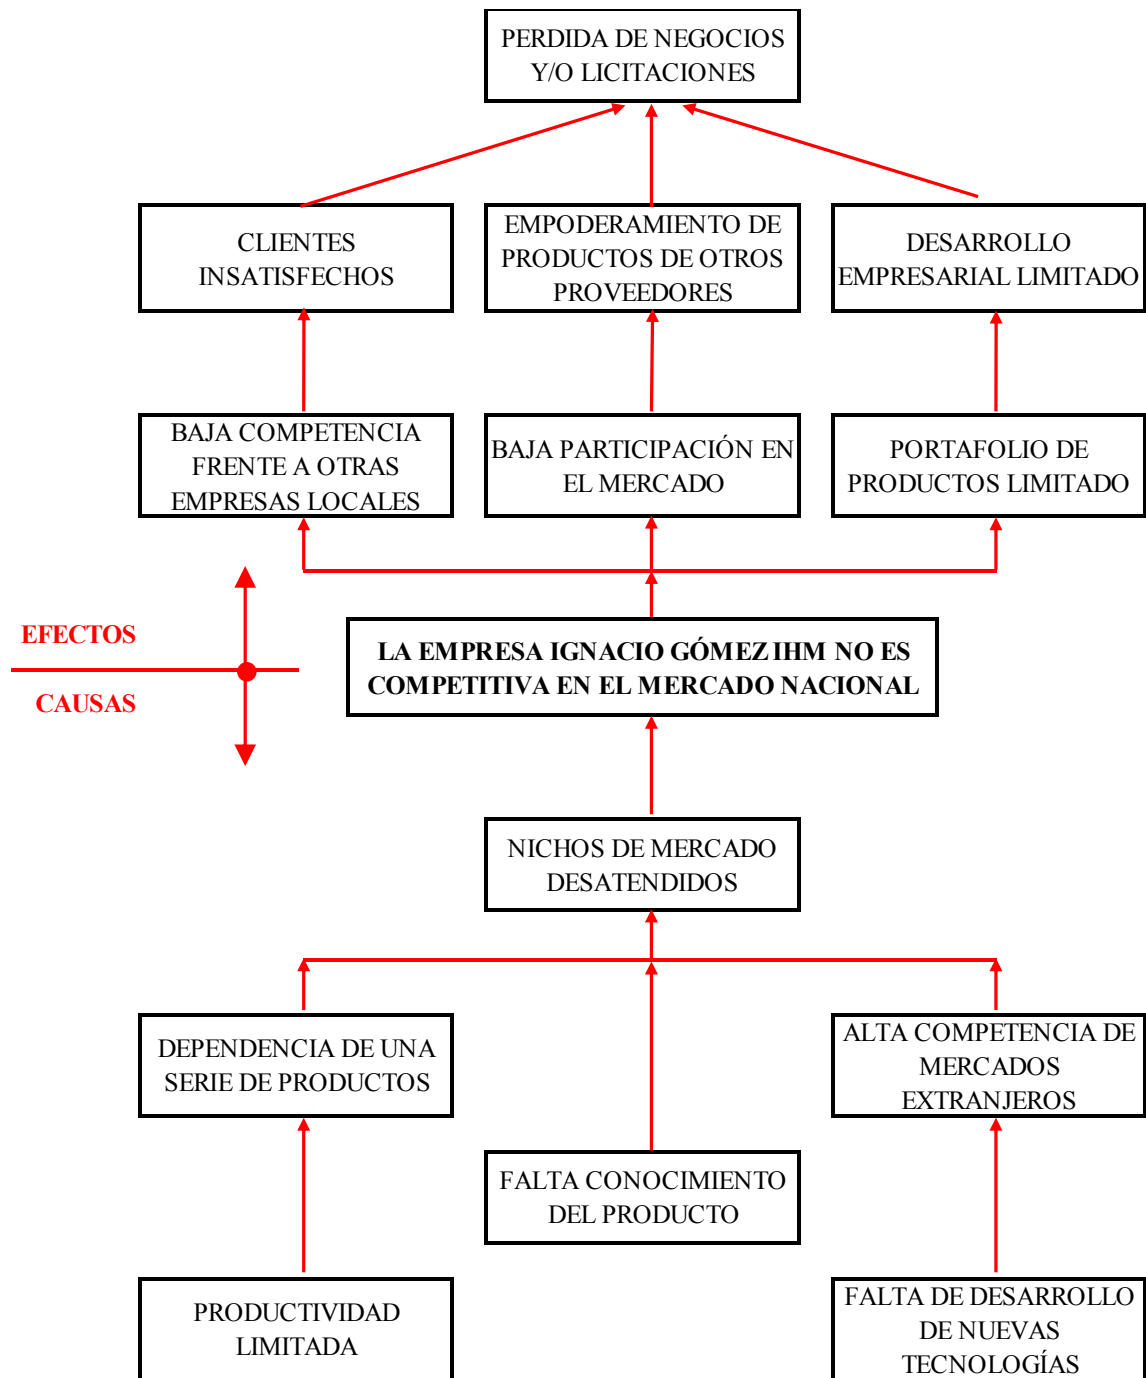 PERDIDA DE NEGOCIOS
Y/O LICITACIONES
CLIENTES
INSATISFECHOS
EMPODERAMIENTO DE
PRODUCTOS DE OTROS
PROVEEDORES
DESARROLLO
EMPRESARIAL LIMITADO
BAJA COMPETENCIA
FRENTE A OTRAS
EMPRESAS LOCALES
BAJA PARTICIPACIÓN EN
EL MERCADO
PORTAFOLIO DE
PRODUCTOS LIMITADO
EFECTOS
CAUSAS
LA EMPRESA IGNACIO GÓMEZ IHM NO ES
COMPETITIVA EN EL MERCADO NACIONAL
NICHOS DE MERCADO
DESATENDIDOS
DEPENDENCIA DE UNA
SERIE DE PRODUCTOS
ALTA COMPETENCIA DE
MERCADOS
EXTRANJEROS
FALTA CONOCIMIENTO
DEL PRODUCTO
PRODUCTIVIDAD
LIMITADA
FALTA DE DESARROLLO
DE NUEVAS
TECNOLOGÍAS